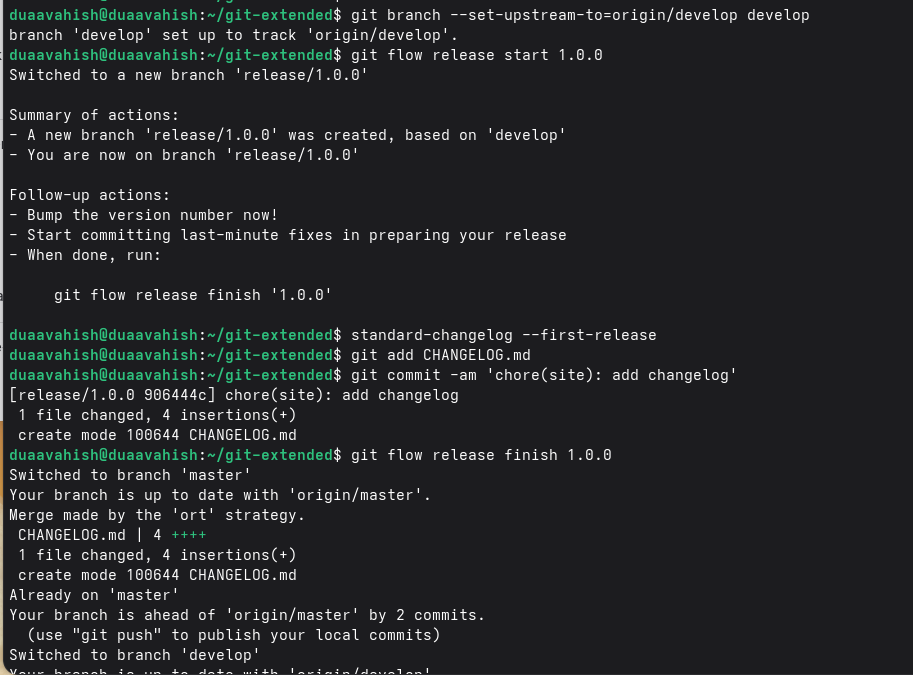 duaavahish@duaavahish:~/git-extended$ git branch --set-upstream-to=origin/develop develop
branch 'develop' set up to track 'origin/develop'.
duaavahish@duaavahish:~/git-extended$ git flow release start 1.0.0
Switched to a new branch 'release/1.0.0'

Summary of actions:
- A new branch 'release/1.0.0' was created, based on 'develop'
- You are now on branch 'release/1.0.0'

Follow-up actions:
- Bump the version number now!
- Start committing last-minute fixes in preparing your release
- When done, run:

     git flow release finish '1.0.0'

duaavahish@duaavahish:~/git-extended$ standard-changelog --first-release
duaavahish@duaavahish:~/git-extended$ git add CHANGELOG.md
duaavahish@duaavahish:~/git-extended$ git commit -am 'chore(site): add changelog'
[release/1.0.0 906444c] chore(site): add changelog
 1 file changed, 4 insertions(+)
 create mode 100644 CHANGELOG.md
duaavahish@duaavahish:~/git-extended$ git flow release finish 1.0.0
Switched to branch 'master'
Your branch is up to date with 'origin/master'.
Merge made by the 'ort' strategy.
 CHANGELOG.md | 4 ++++
 1 file changed, 4 insertions(+)
 create mode 100644 CHANGELOG.md
Already on 'master'
Your branch is ahead of 'origin/master' by 2 commits.
  (use "git push" to publish your local commits)
Switched to branch 'develop'
Your branch is up to date with 'origin/develop'.